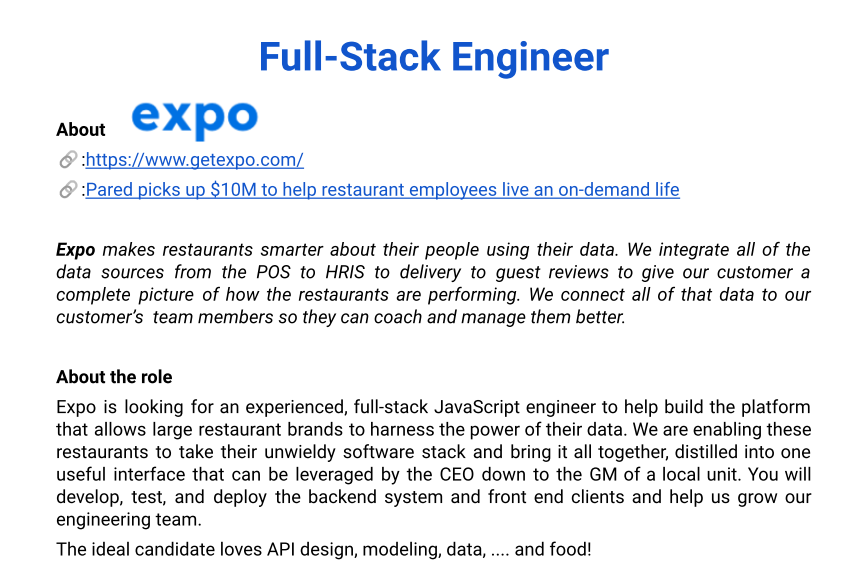 Full-Stack Engineer
About expo
:https://www.getexpo.com/
:Pared picks up $10M to help restaurant employees live an on-demand life
Expo makes restaurants smarter about their people using their data. We integrate all of the
data sources from the POS to HRIS to delivery to guest reviews to give our customer a
complete picture of how the restaurants are performing. We connect all of that data to our
customer’s  team members so they can coach and manage them better.
About the role
Expo is looking for an experienced, full-stack JavaScript engineer to help build the platform
that allows large restaurant brands to harness the power of their data. We are enabling these
restaurants to take their unwieldy software stack and bring it all together, distilled into one
useful interface that can be leveraged by the CEO down to the GM of a local unit. You will
develop, test, and deploy the backend system and front end clients and help us grow our
engineering team.
The ideal candidate loves API design, modeling, data, .... and food!